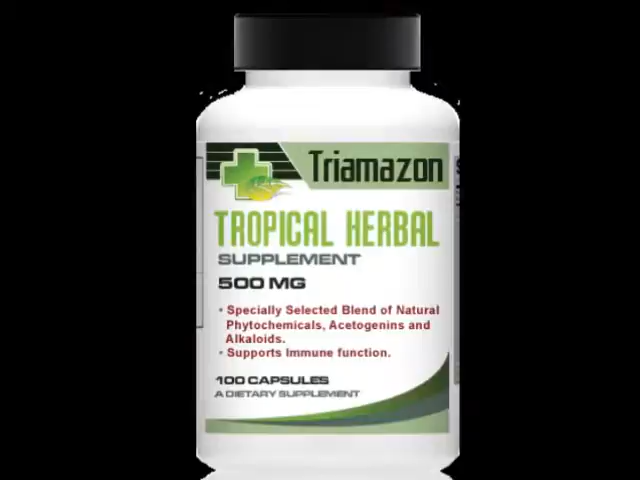 Triamazon
TROPICAL HERBAL
SUPPLEMENT
500 MG
• Specially Selected Blend of Natural
Phytochemicals, Acetogenins and
Alkaloids.
• Supports Immune function.
100 CAPSULES
A DIETARY SUPPLEMENT